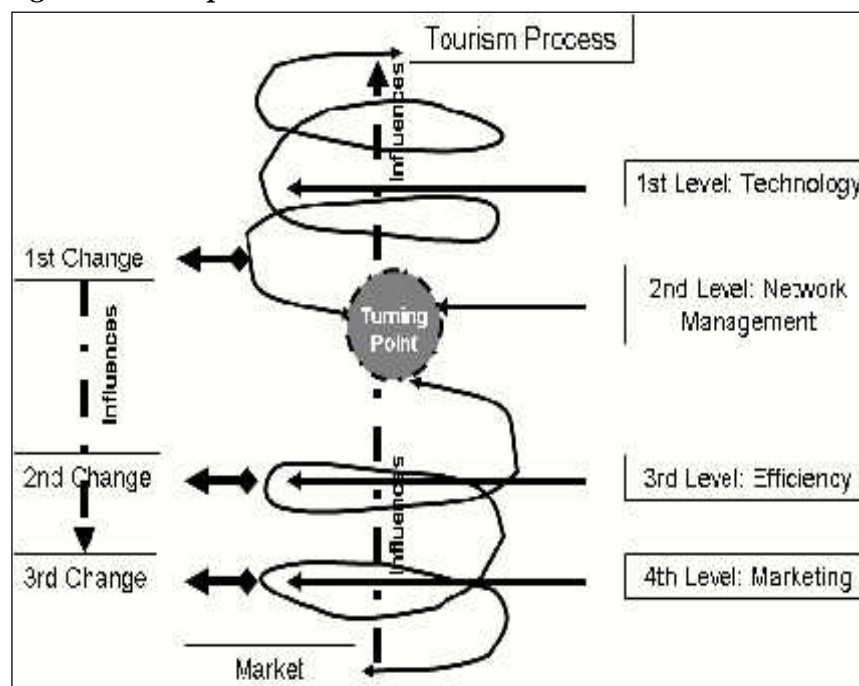 Tourism Process
Influences
1st Level: Technology
1st Change
2nd Level: Network
Management
Turning
Point
Influences
2nd Change
Influences
3rd Level: Efficiency
3rd Change
4th Level: Marketing
Market